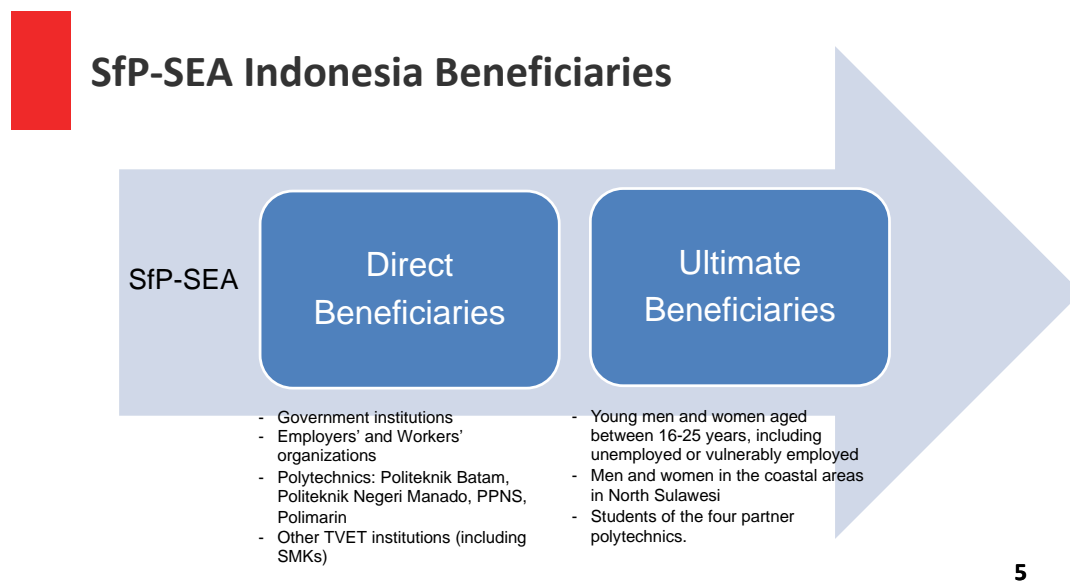 SfP-SEA Indonesia Beneficiaries
SfP-SEA
Direct
Beneficiaries
Ultimate
Beneficiaries
- Government institutions
- Employers’ and Workers’
organizations
- Polytechnics: Politeknik Batam,
Politeknik Negeri Manado, PPNS,
Polimarin
- Other TVET institutions (including
SMKs)
- Young men and women aged
between 16-25 years, including
unemployed or vulnerably employed
- Men and women in the coastal areas
in North Sulawesi
- Students of the four partner
polytechnics.
5